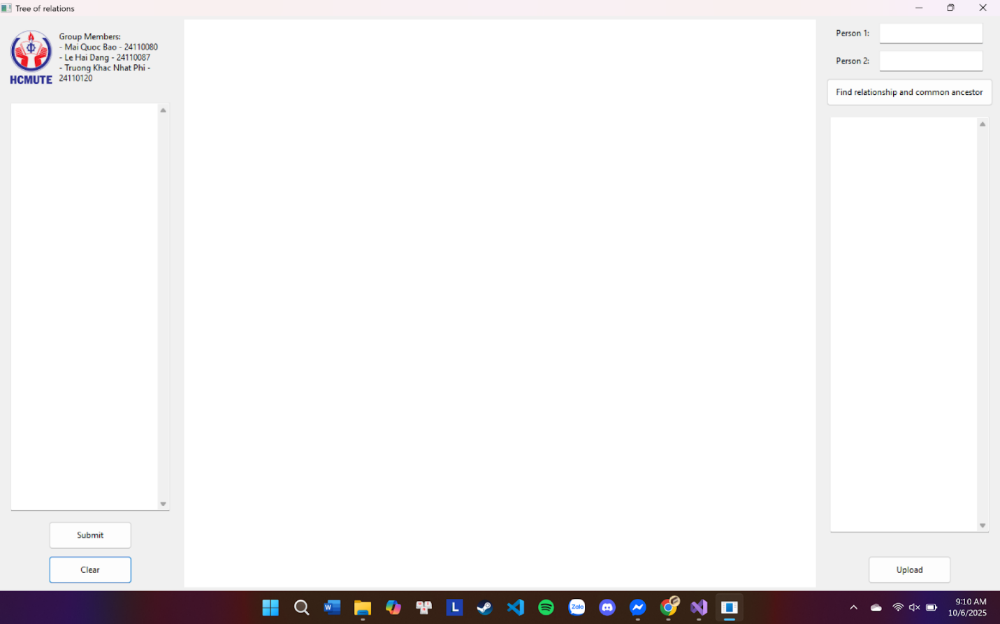 Tree of relations
Group Members:
- Mai Quoc Bao - 24110080
- Le Hai Dang - 24110087
- Truong Khac Nhat Phi -
24110120
HCMUTE
Submit
Clear
Person 1:
Person 2:
Find relationship and common ancestor
Upload
Zalo
9:10 AM
10/6/2025